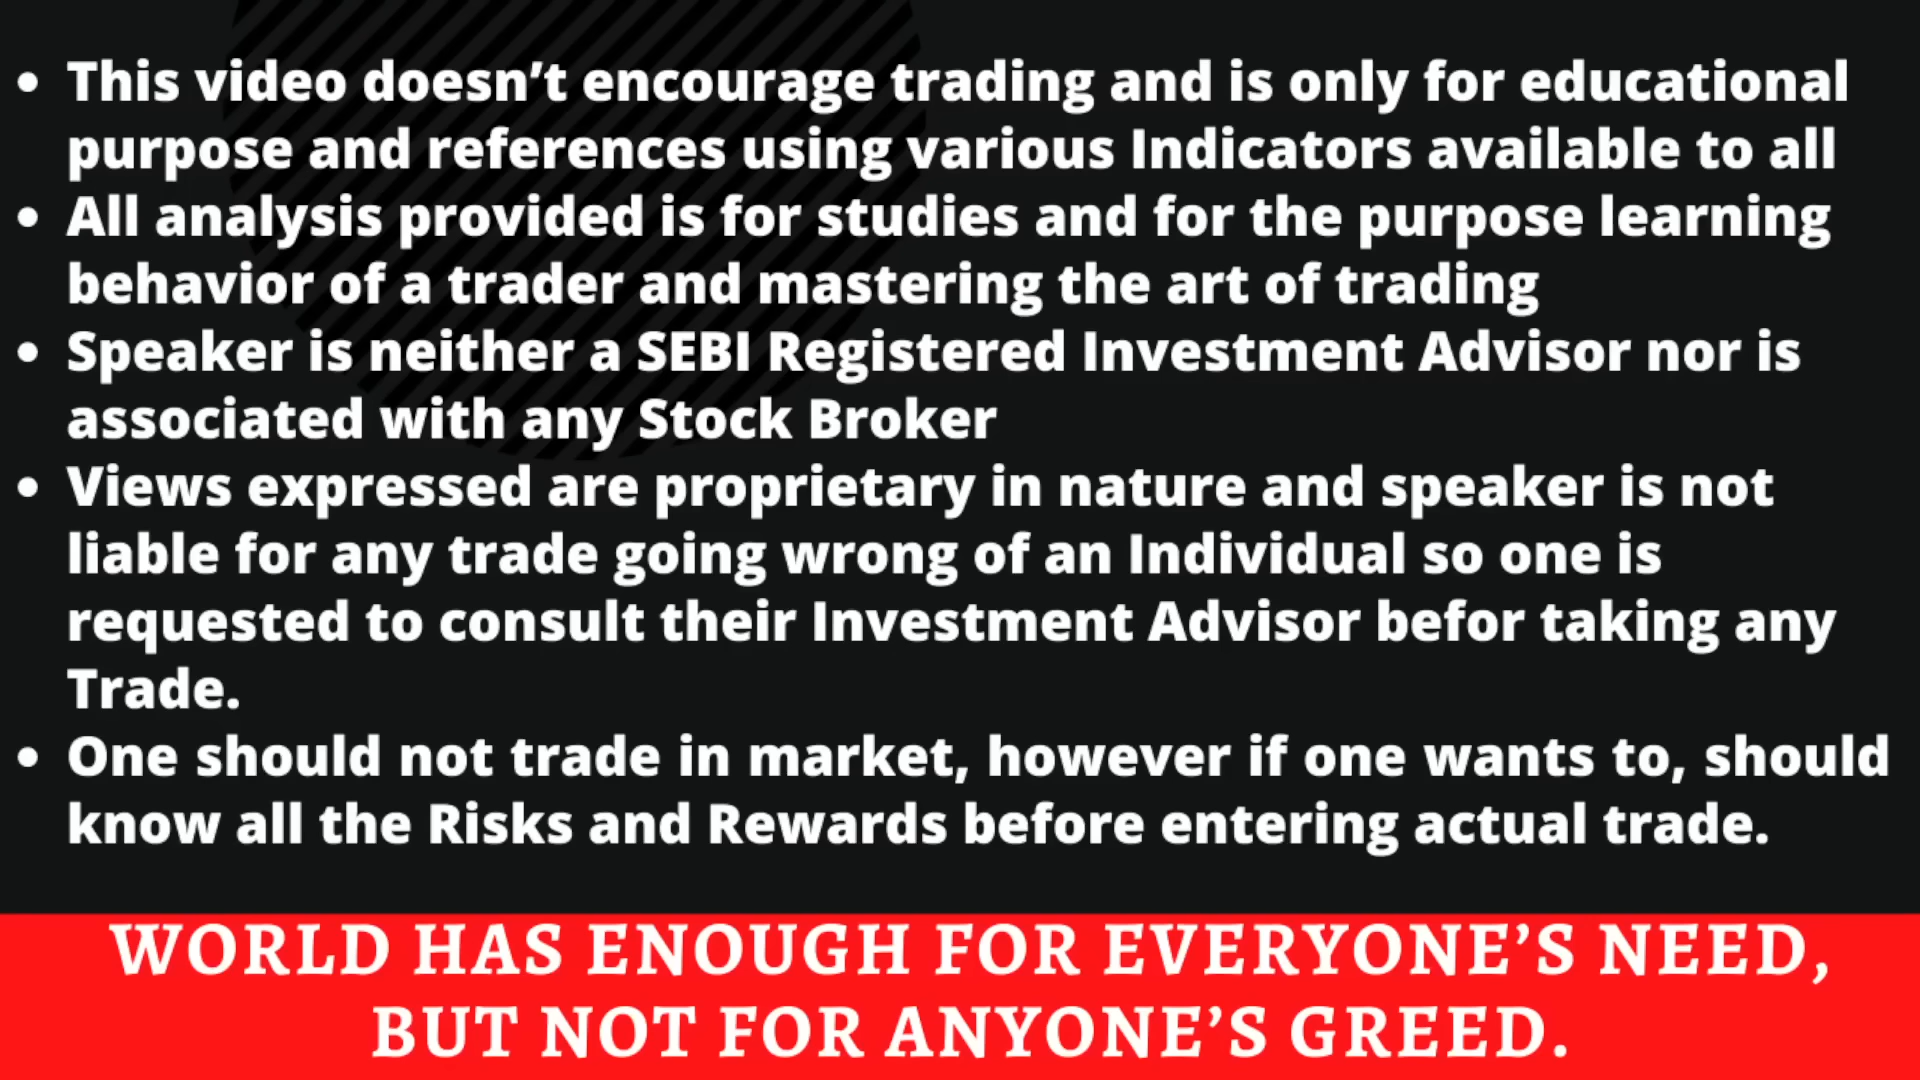 • This video doesn’t encourage trading and is only for educational
purpose and references using various Indicators available to all
• All analysis provided is for studies and for the purpose learning
behavior of a trader and mastering the art of trading
• Speaker is neither a SEBI Registered Investment Advisor nor is
associated with any Stock Broker
• Views expressed are proprietary in nature and speaker is not
liable for any trade going wrong of an Individual so one is
requested to consult their Investment Advisor befor taking any
Trade.
• One should not trade in market, however if one wants to, should
know all the Risks and Rewards before entering actual trade.
WORLD HAS ENOUGH FOR EVERYONE’S NEED,
BUT NOT FOR ANYONE’S GREED.